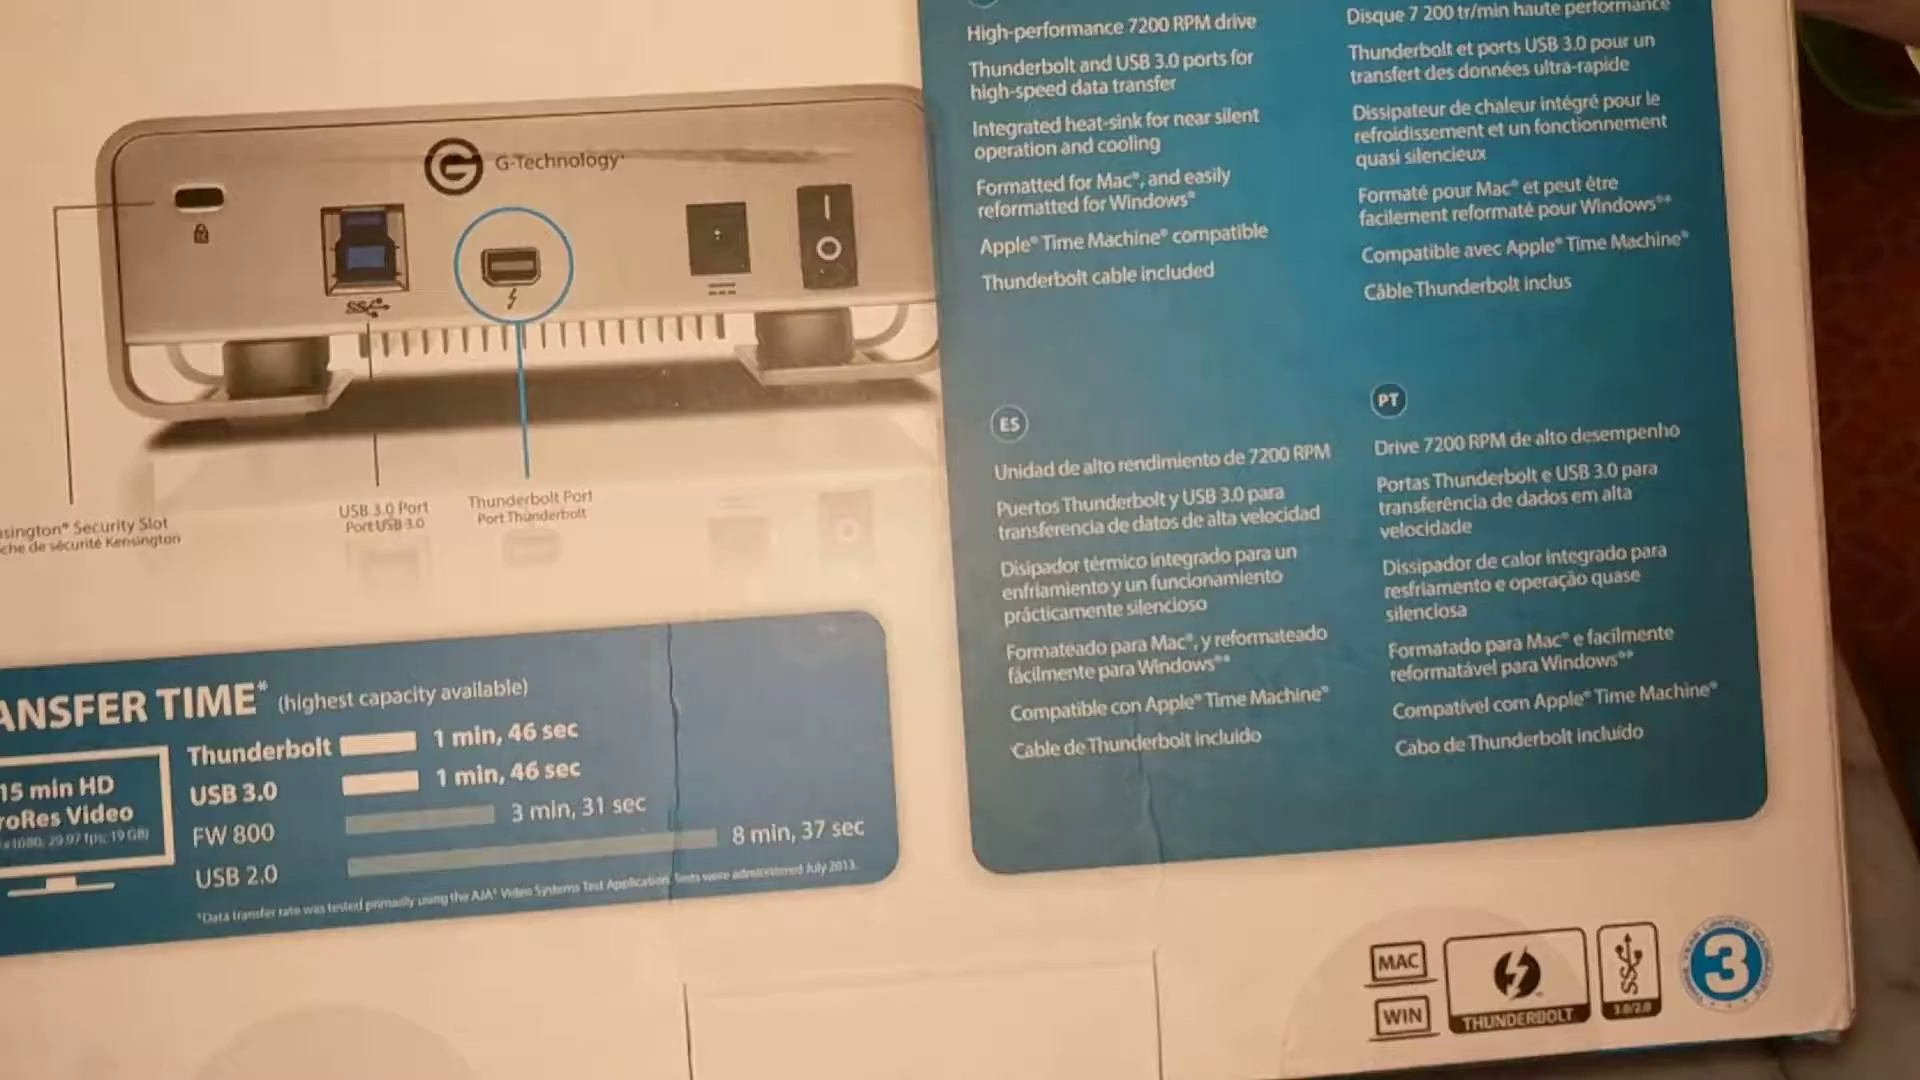 G-Technology
Security Slot
de sécurité Kensington
USB 3.0 Port
Port USB 3.0
Thunderbolt Port
Port Thunderbolt
TIME* (highest capacity available)
15 min HD
Video
29.97 fps; 19 GB)
Thunderbolt 1 min, 46 sec
USB 3.0 1 min, 46 sec
FW 800 3 min, 31 sec
USB 2.0 8 min, 37 sec
*Data transfer rate was tested primarily using the AJA® Video Systems Test Application. Tests were administered July 2013.
High-performance 7200 RPM drive
Thunderbolt and USB 3.0 ports for
high-speed data transfer
Integrated heat-sink for near silent
operation and cooling
Formatted for Mac®, and easily
reformatted for Windows®
Apple® Time Machine® compatible
Thunderbolt cable included
Disque 7 200 tr/min haute performance
Thunderbolt et ports USB 3.0 pour un
transfert des données ultra-rapide
Dissipateur de chaleur intégré pour le
refroidissement et un fonctionnement
quasi silencieux
Formaté pour Mac® et peut être
facilement reformaté pour Windows®*
Compatible avec Apple® Time Machine®
Câble Thunderbolt inclus
ES
Unidad de alto rendimiento de 7200 RPM
Puertos Thunderbolt y USB 3.0 para
transferencia de datos de alta velocidad
Disipador térmico integrado para un
enfriamiento y un funcionamiento
prácticamente silencioso
Formateado para Mac®, y reformateado
fácilmente para Windows®*
Compatible con Apple® Time Machine®
Cable de Thunderbolt incluido
PT
Drive 7200 RPM de alto desempenho
Portas Thunderbolt e USB 3.0 para
transferência de dados em alta
velocidade
Dissipador de calor integrado para
resfriamento e operação quase
silenciosa
Formatado para Mac® e facilmente
reformatável para Windows®*
Compatível com Apple® Time Machine®
Cabo de Thunderbolt incluído
MAC
WIN
THUNDERBOLT
3.0/2.0
3